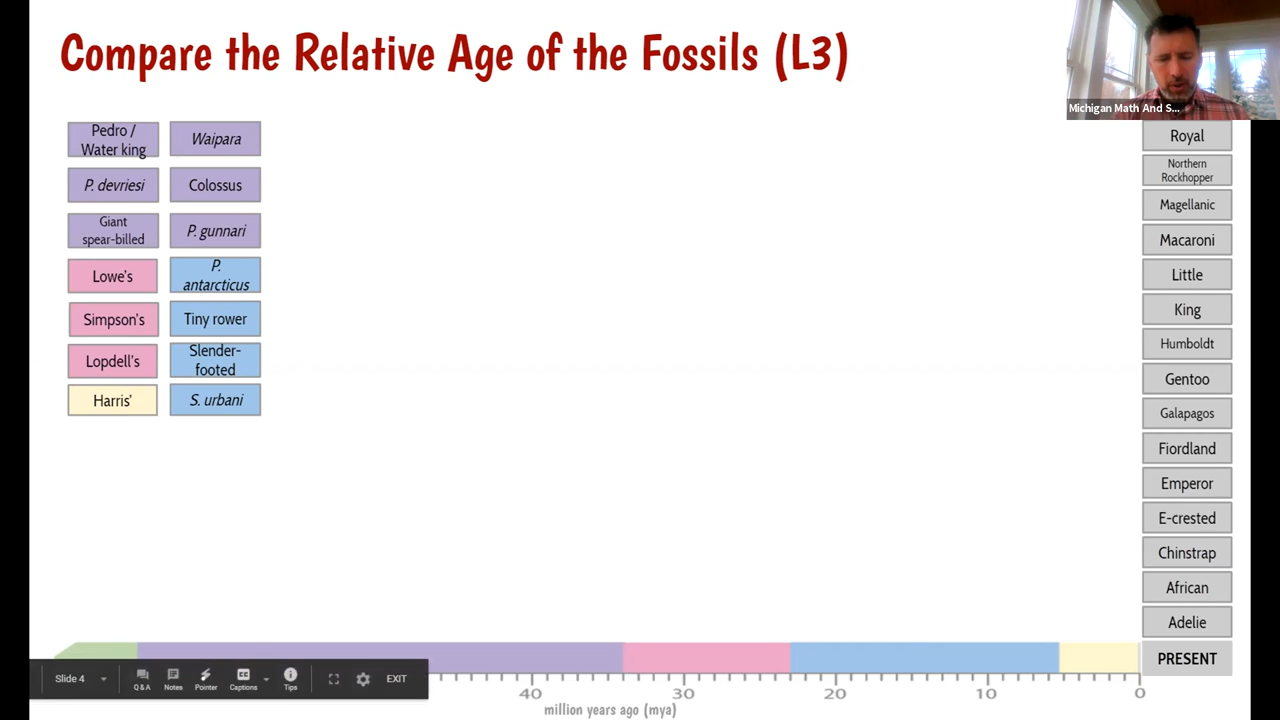 Compare the Relative Age of the Fossils (L3)
Michigan Math And S...
Pedro /
Water king
Waipara
P. devriesi
Colossus
Giant
spear-billed
P. gunnari
Lowe's
P.
antarcticus
Simpson's
Tiny rower
Lopdell's
Slender-
footed
Harris'
S. urbani
Royal
Northern
Rockhopper
Magellanic
Macaroni
Little
King
Humboldt
Gentoo
Galapagos
Fiordland
Emperor
E-crested
Chinstrap
African
Adelie
PRESENT
Slide 4
Q & A
Notes
Pointer
CC
Captions
Tips
EXIT
40
30
20
10
0
million years ago (mya)